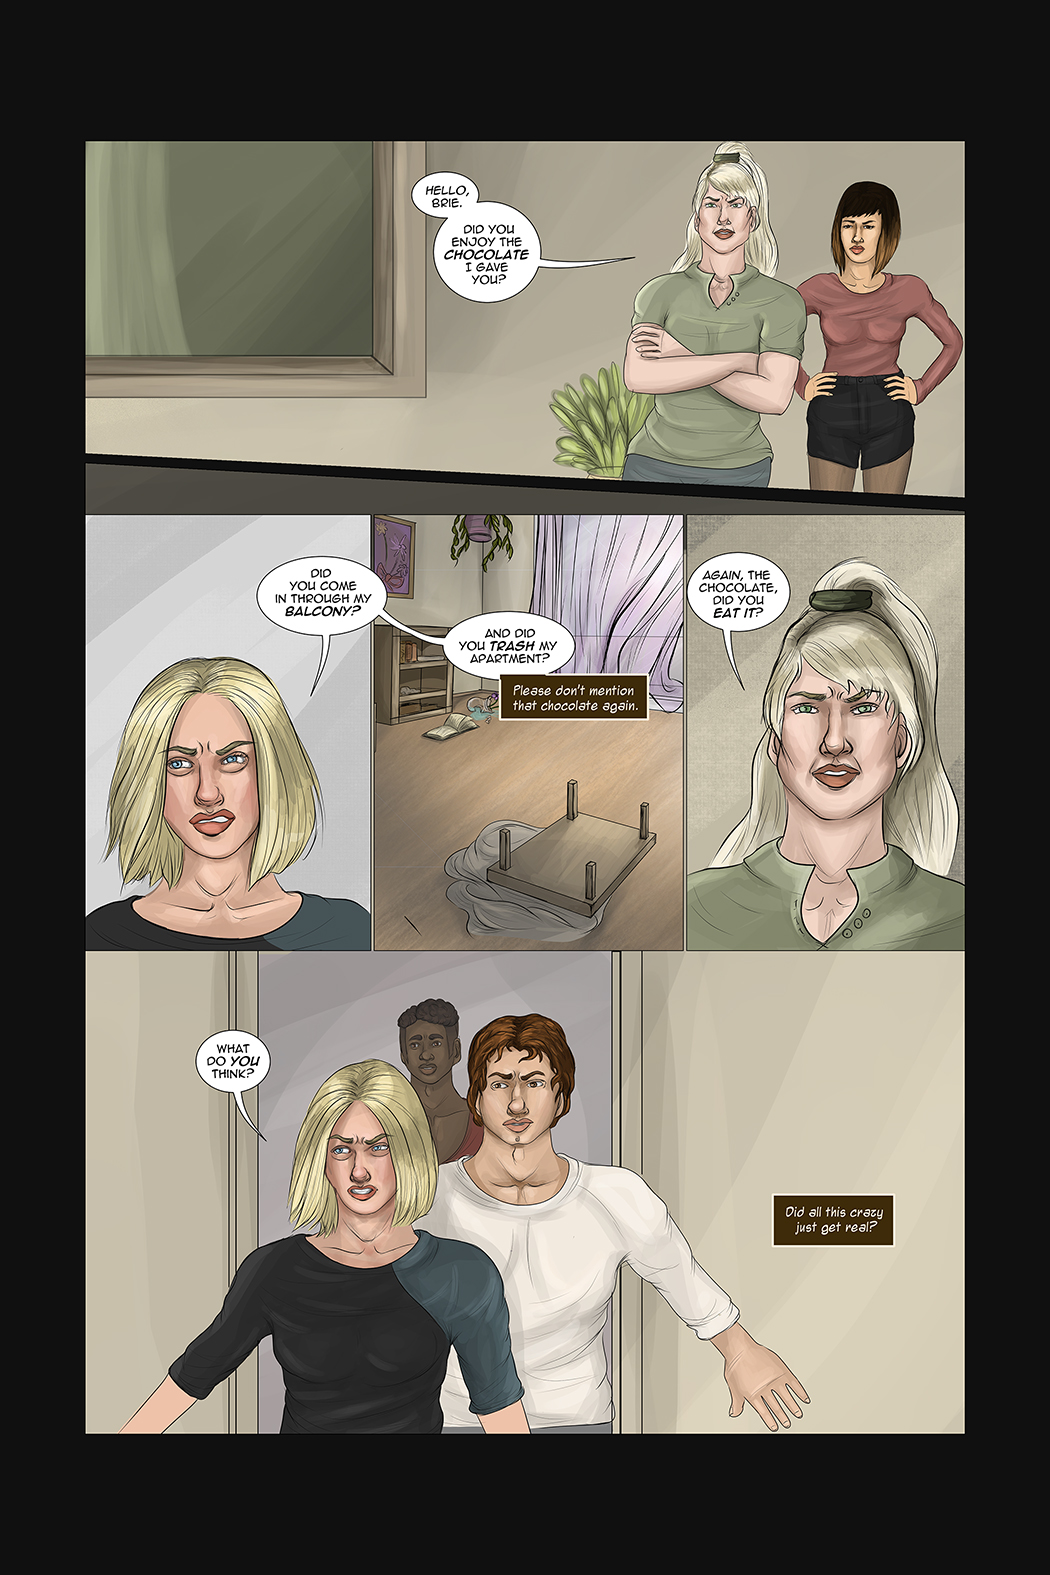 HELLO,
BRIE.
DID YOU
ENJOY THE
CHOCOLATE
I GAVE
YOU?
DID
YOU COME
IN THROUGH MY
BALCONY?
AND DID
YOU TRASH MY
APARTMENT?
Please don't mention
that chocolate again.
AGAIN, THE
CHOCOLATE,
DID YOU
EAT IT?
WHAT
DO YOU
THINK?
Did all this crazy
just get real?